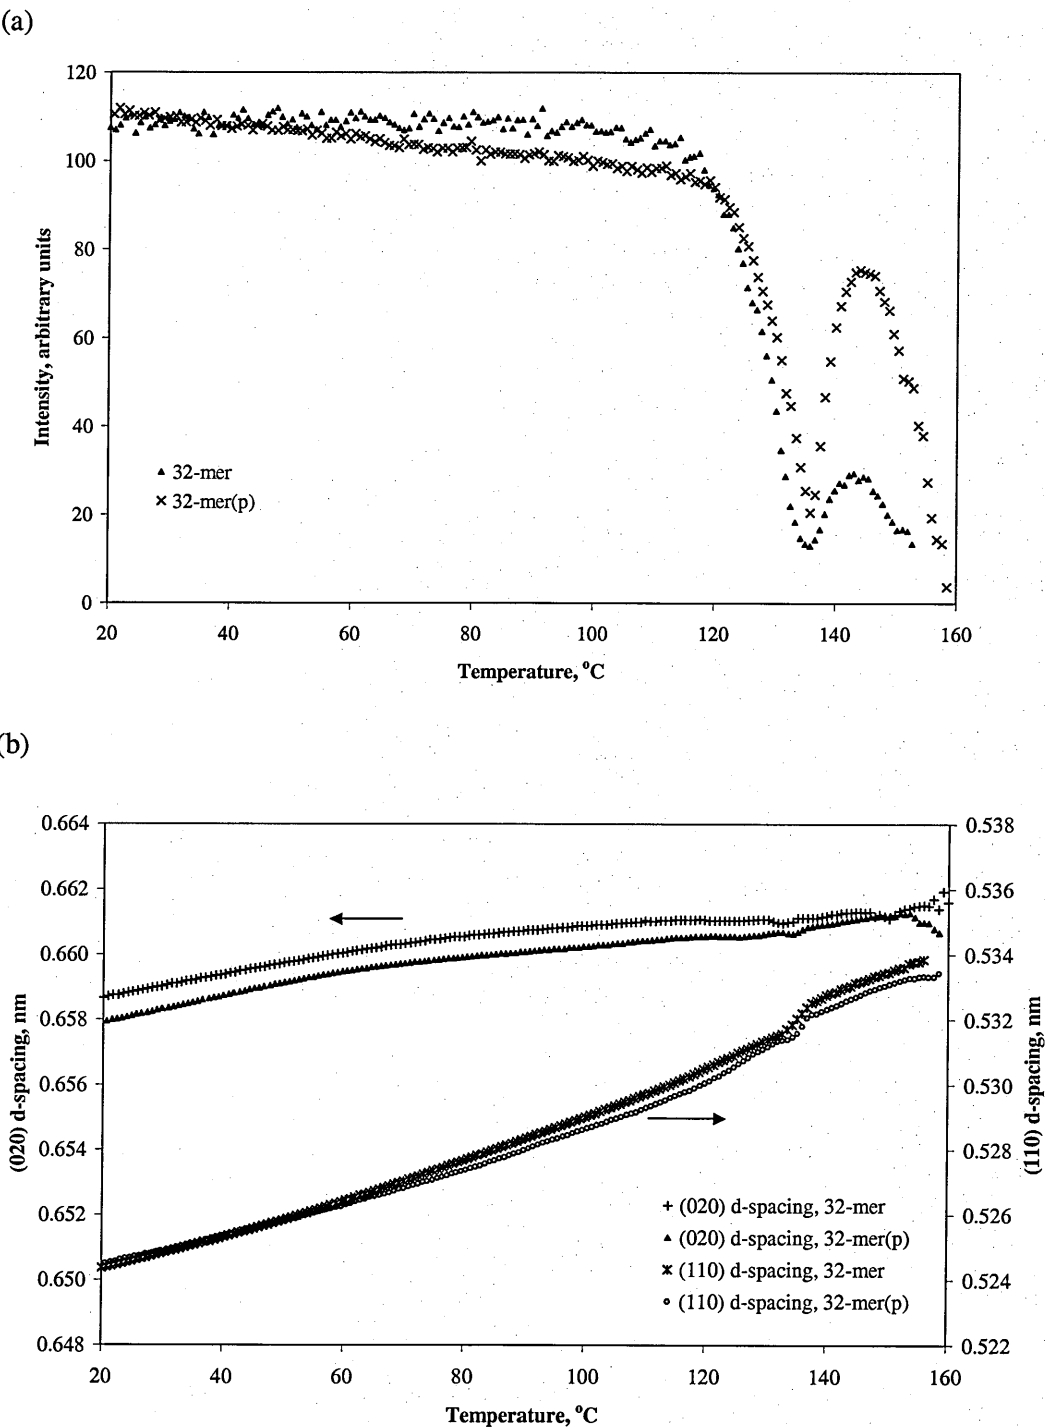 (a)
120
100
80
60
40
20
0
Intensity, arbitrary units
32-mer
32-mer(p)
20 40 60 80 100 120 140 160
Temperature, °C
(b)
0.664
0.662
0.660
0.658
0.656
0.654
0.652
0.650
0.648
(020) d-spacing, nm
0.538
0.536
0.534
0.532
0.530
0.528
0.526
0.524
0.522
(110) d-spacing, nm
(020) d-spacing, 32-mer
(020) d-spacing, 32-mer(p)
(110) d-spacing, 32-mer
(110) d-spacing, 32-mer(p)
20 40 60 80 100 120 140 160
Temperature, °C